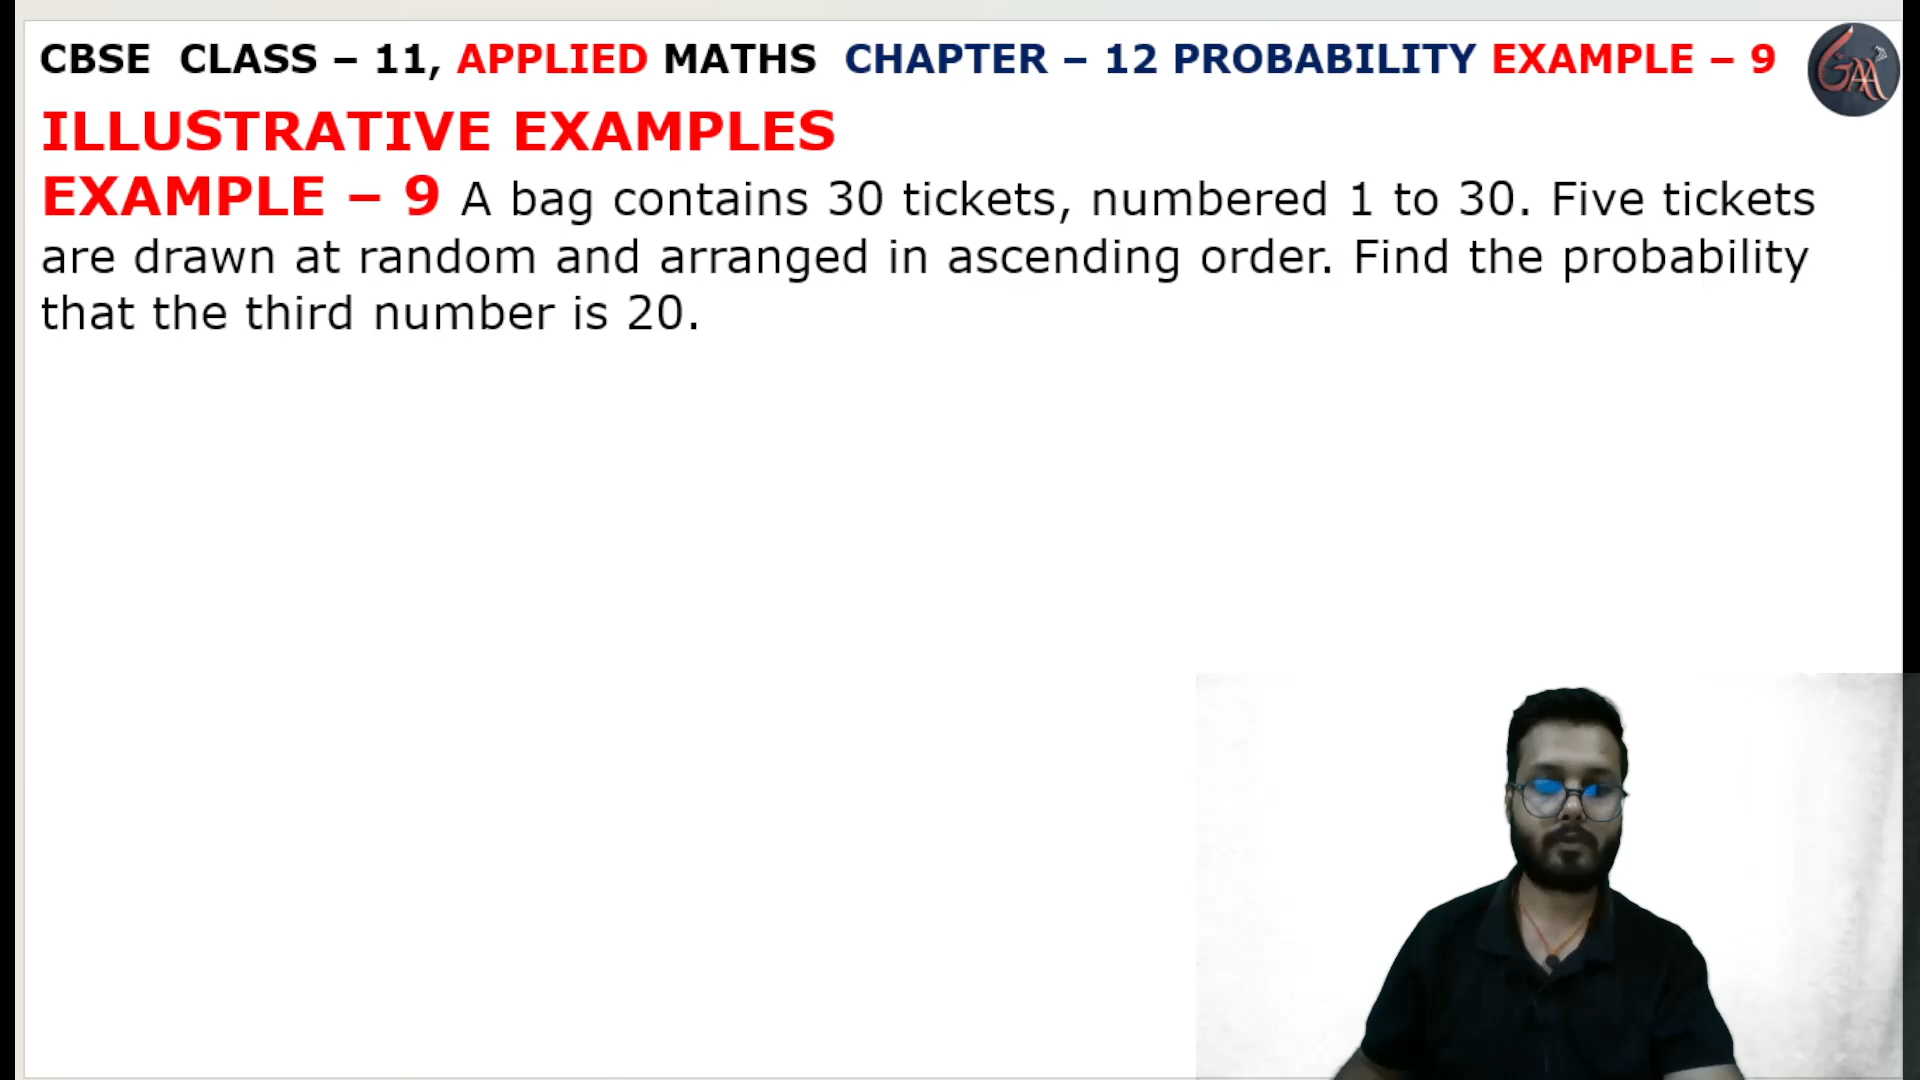 CBSE CLASS – 11, APPLIED MATHS CHAPTER – 12 PROBABILITY EXAMPLE – 9
GAA
ILLUSTRATIVE EXAMPLES
EXAMPLE – 9 A bag contains 30 tickets, numbered 1 to 30. Five tickets
are drawn at random and arranged in ascending order. Find the probability
that the third number is 20.